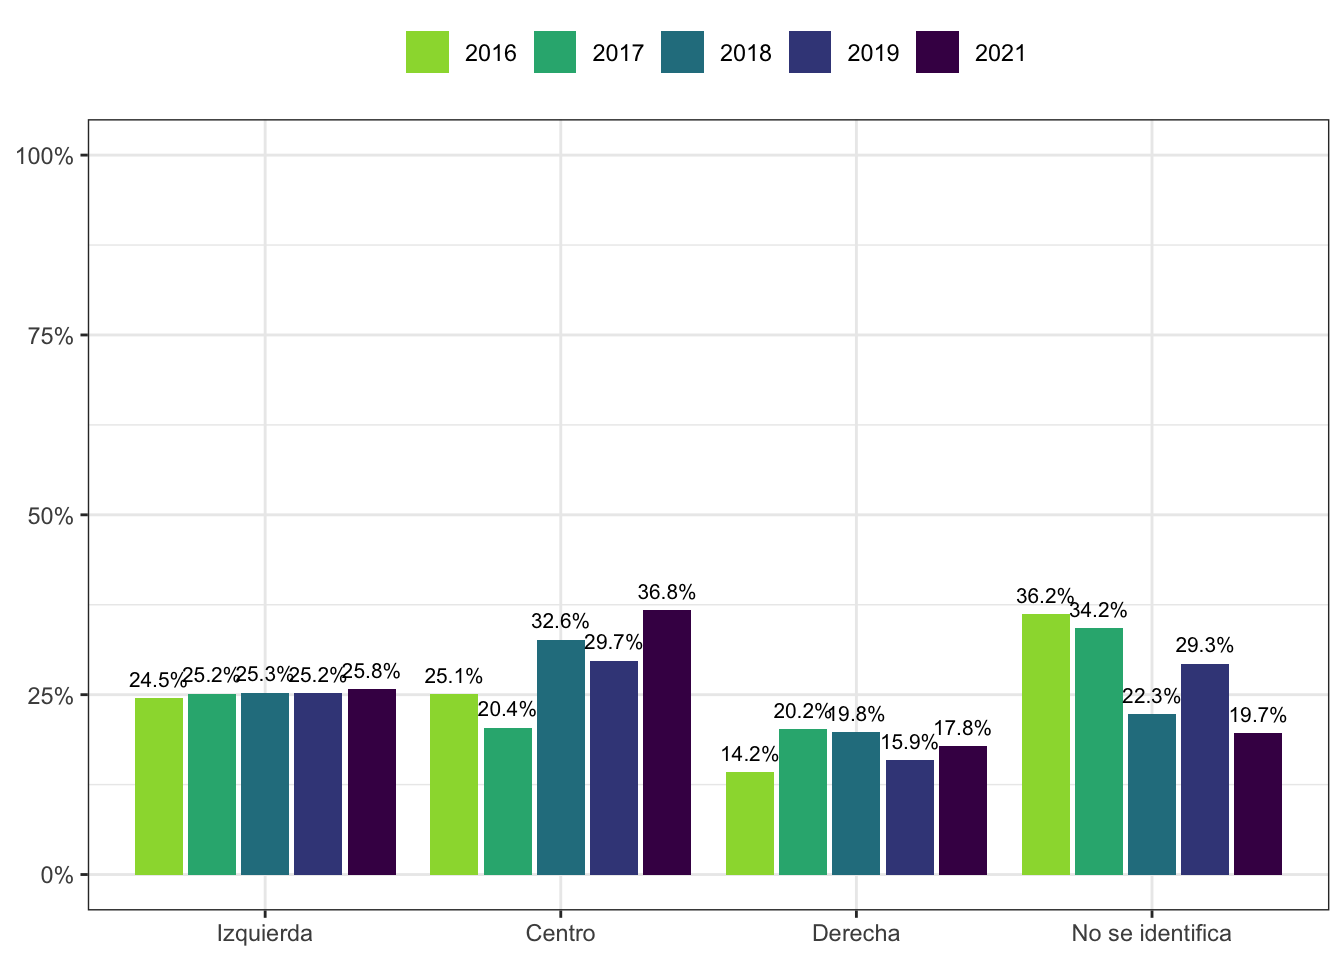 2016 2017 2018 2019 2021
100%
75%
50%
25%
0%
24.5% 25.2% 25.3% 25.2% 25.8%
25.1% 20.4% 32.6% 29.7% 36.8%
14.2% 20.2% 19.8% 15.9% 17.8%
36.2% 34.2% 22.3% 29.3% 19.7%
Izquierda Centro Derecha No se identifica